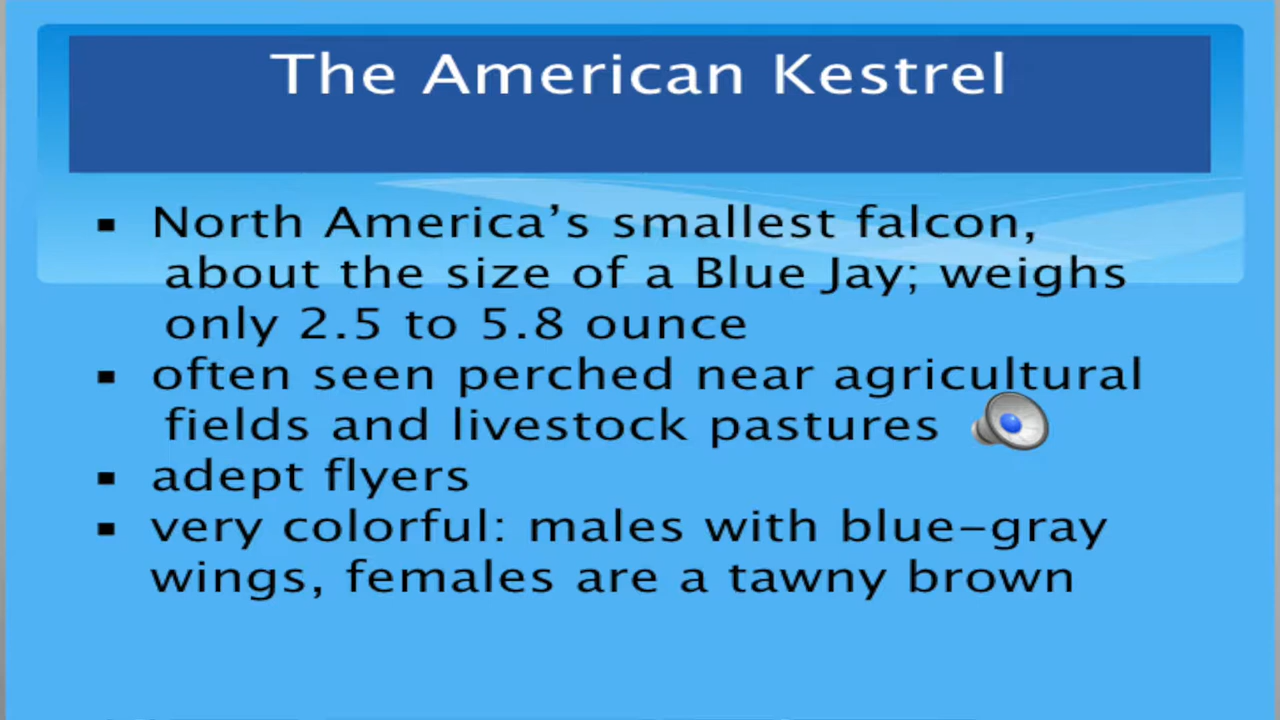 The American Kestrel
▪ North America’s smallest falcon,
about the size of a Blue Jay; weighs
only 2.5 to 5.8 ounce
▪ often seen perched near agricultural
fields and livestock pastures
▪ adept flyers
▪ very colorful: males with blue–gray
wings, females are a tawny brown